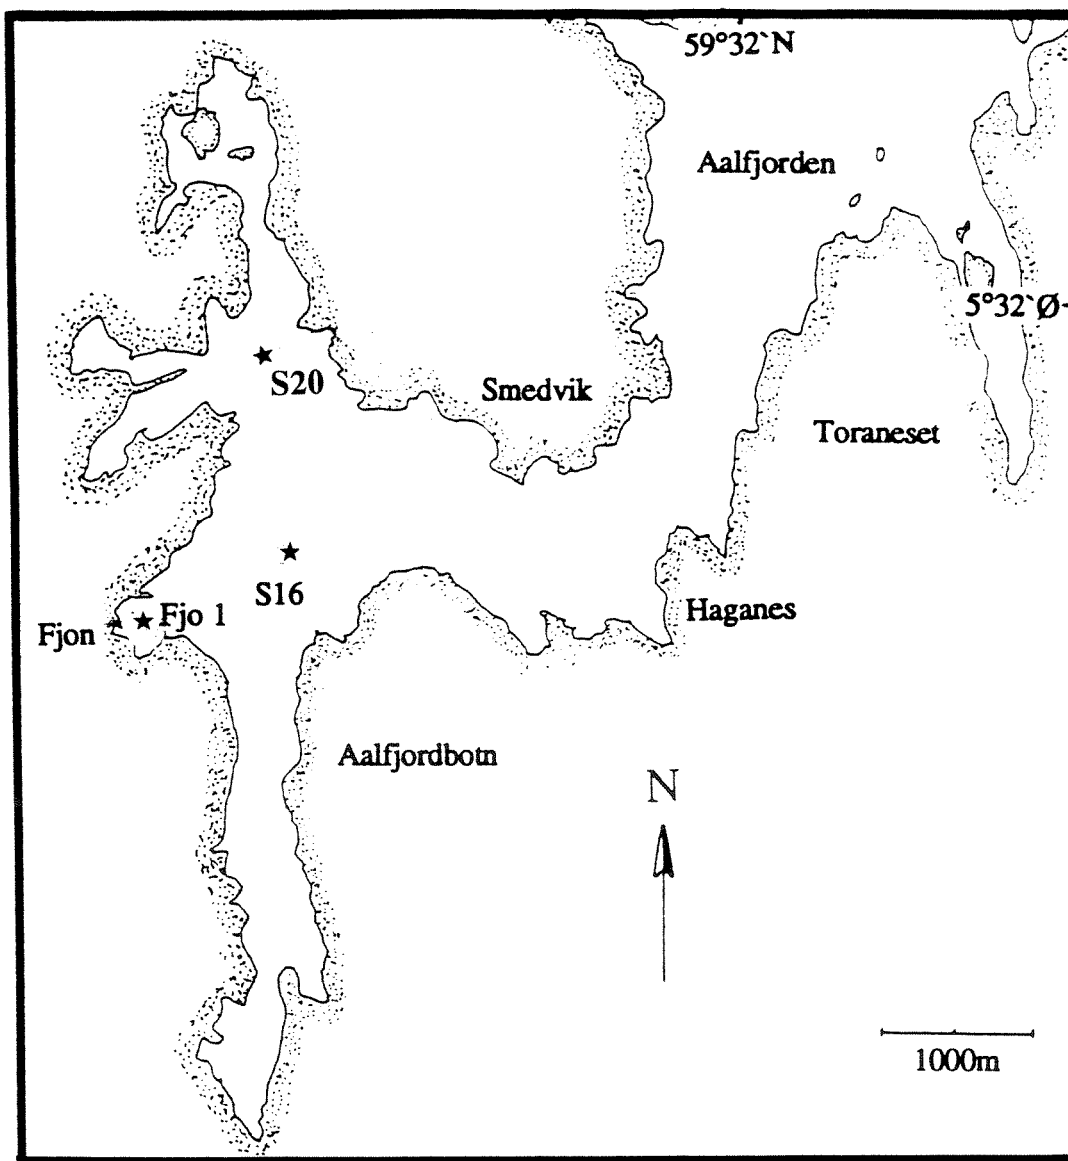 59°32`N
Aalfjorden
5°32`Ø
S20
Smedvik
Toraneset
S16
Fjon
Fjo 1
Haganes
Aalfjordbotn
N
1000m